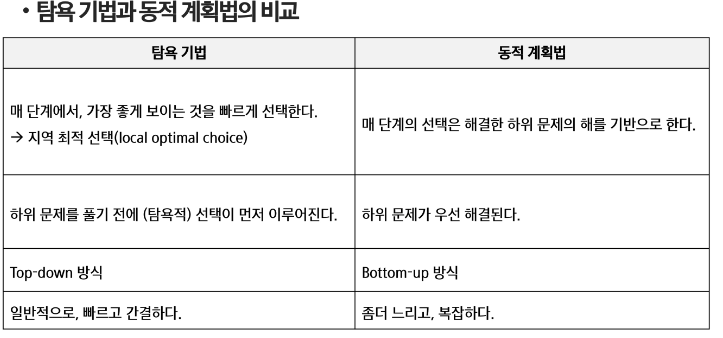 • 탐욕 기법과 동적 계획법의 비교
탐욕 기법
동적 계획법
매 단계에서, 가장 좋게 보이는 것을 빠르게 선택한다.
→ 지역 최적 선택(local optimal choice)
매 단계의 선택은 해결한 하위 문제의 해를 기반으로 한다.
하위 문제를 풀기 전에 (탐욕적) 선택이 먼저 이루어진다.
하위 문제가 우선 해결된다.
Top-down 방식
Bottom-up 방식
일반적으로, 빠르고 간결하다.
좀더 느리고, 복잡하다.